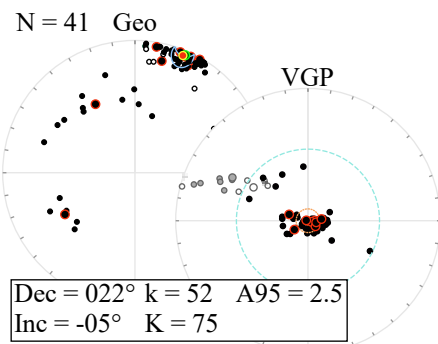 N = 41 Geo
VGP
Dec = 022° k = 52 A95 = 2.5
Inc = -05° K = 75